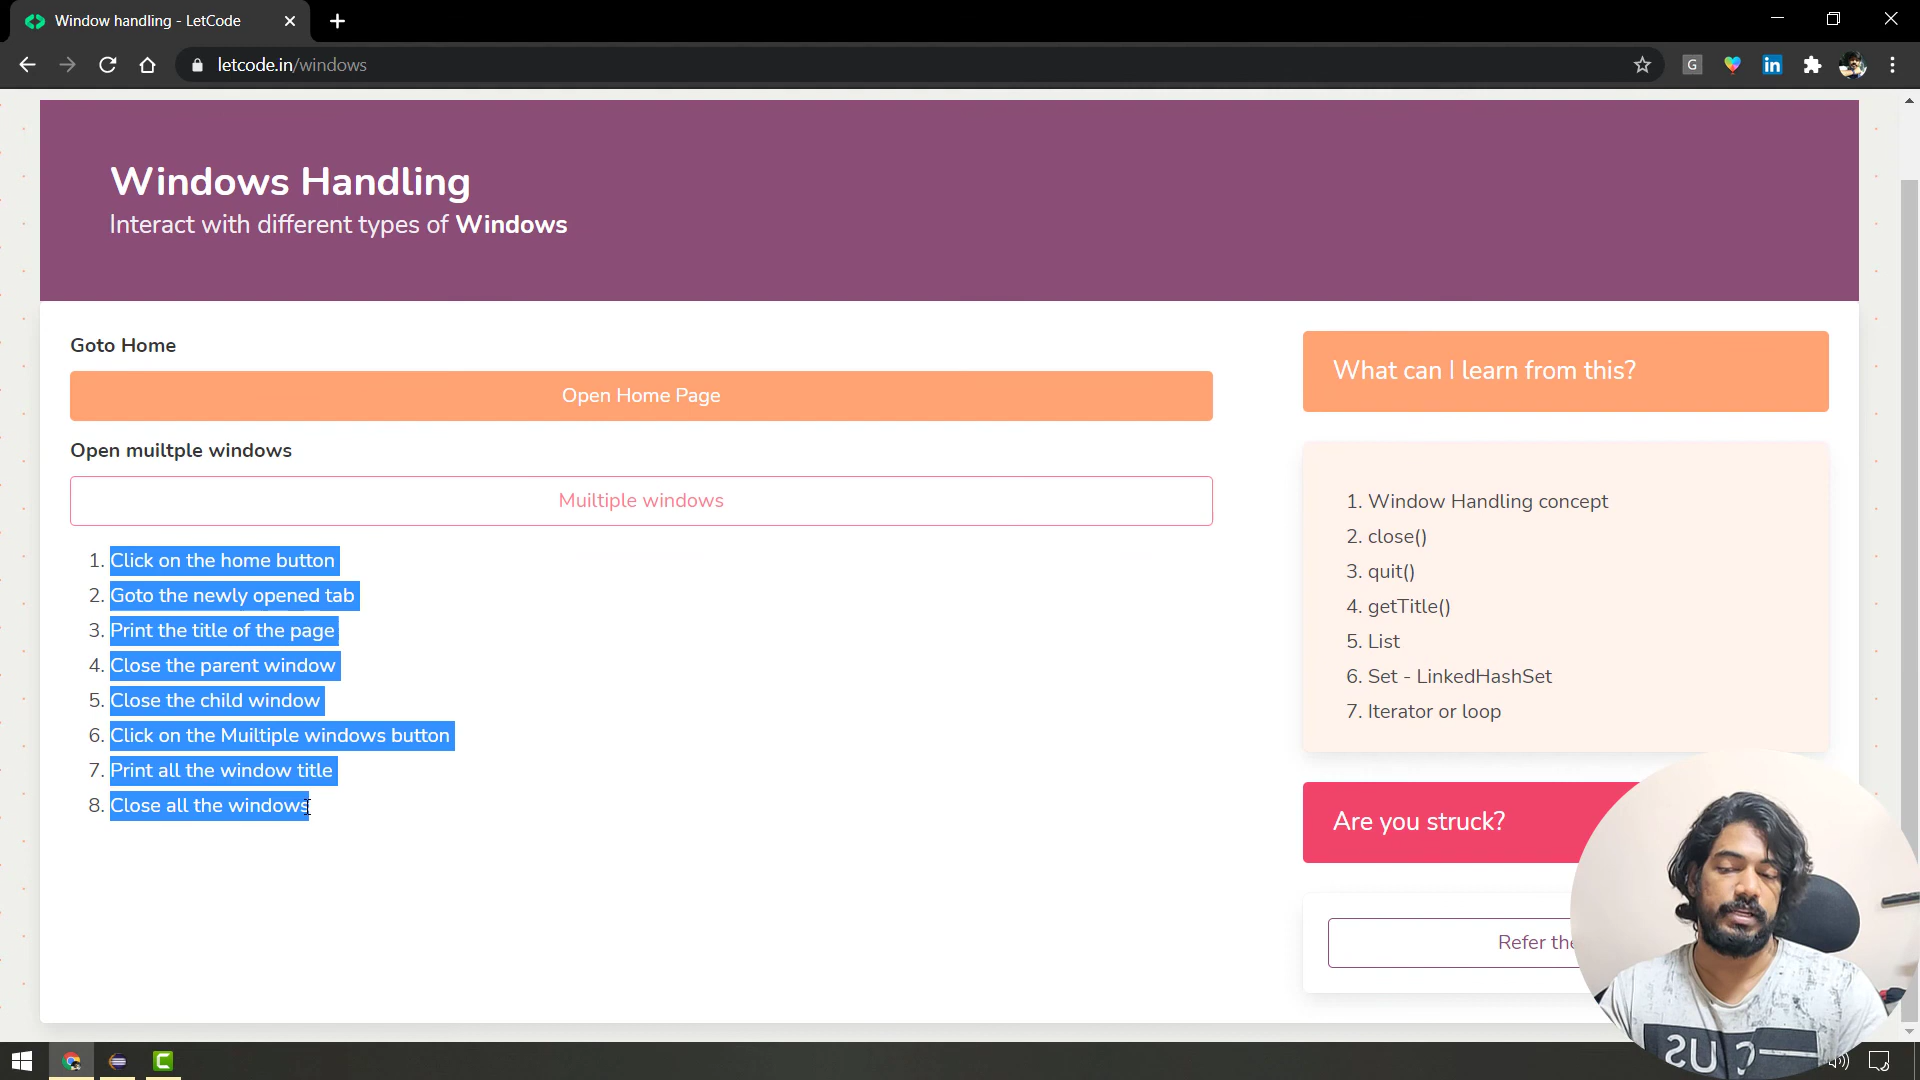 Window handling - LetCode
letcode.in/windows
G
in
Windows Handling
Interact with different types of Windows
Goto Home
Open Home Page
Open muiltple windows
Muiltiple windows
1. Click on the home button
2. Goto the newly opened tab
3. Print the title of the page
4. Close the parent window
5. Close the child window
6. Click on the Muiltiple windows button
7. Print all the window title
8. Close all the windows
What can I learn from this?
1. Window Handling concept
2. close()
3. quit()
4. getTitle()
5. List
6. Set - LinkedHashSet
7. Iterator or loop
Are you struck?
Refer the